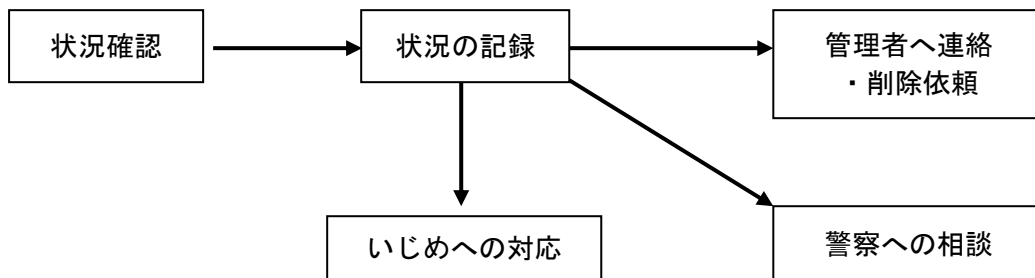 状況確認
状況の記録
管理者へ連絡
・削除依頼
いじめへの対応
警察への相談